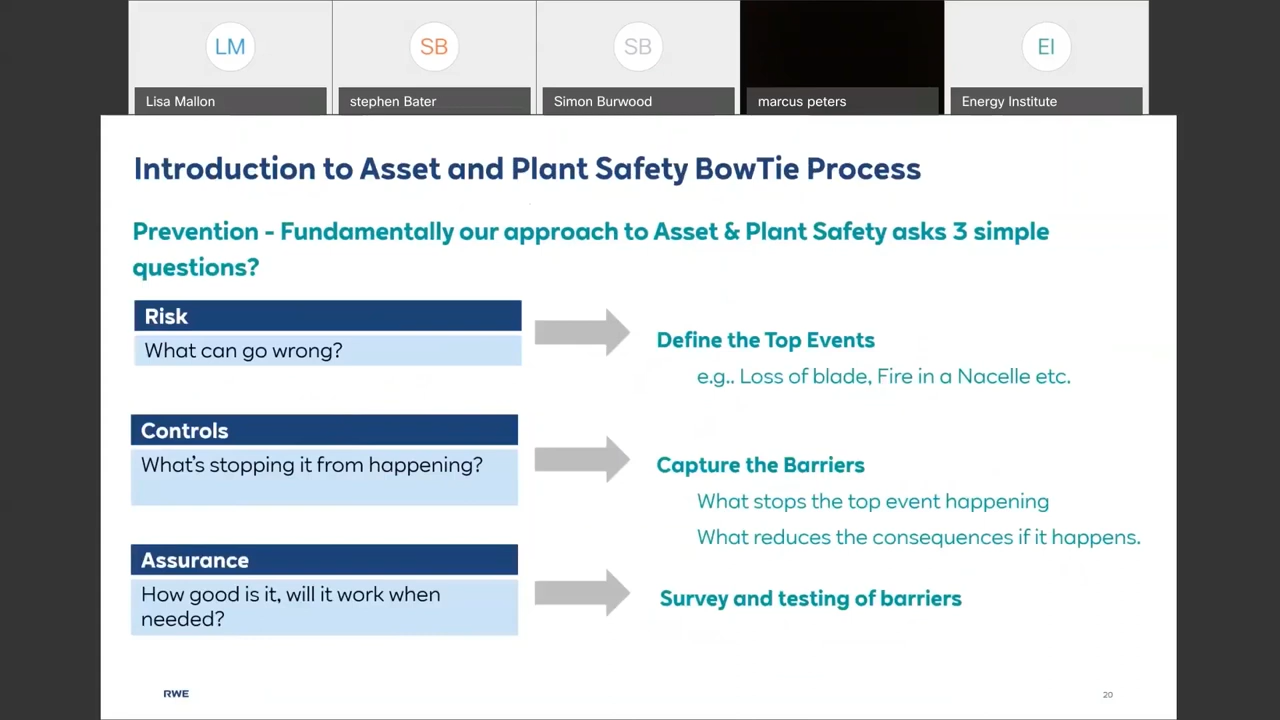 LM
SB
SB
EI
Lisa Mallon
stephen Bater
Simon Burwood
marcus peters
Energy Institute
Introduction to Asset and Plant Safety BowTie Process
Prevention - Fundamentally our approach to Asset & Plant Safety asks 3 simple
questions?
Risk
What can go wrong?
Define the Top Events
e.g.. Loss of blade, Fire in a Nacelle etc.
Controls
What's stopping it from happening?
Capture the Barriers
What stops the top event happening
What reduces the consequences if it happens.
Assurance
How good is it, will it work when
needed?
Survey and testing of barriers
RWE
20